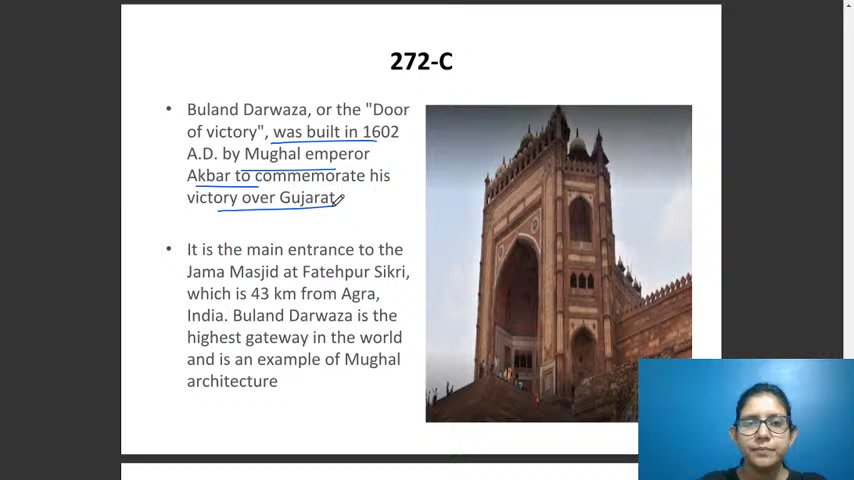 272-C
• Buland Darwaza, or the "Door
of victory", was built in 1602
A.D. by Mughal emperor
Akbar to commemorate his
victory over Gujarat
• It is the main entrance to the
Jama Masjid at Fatehpur Sikri,
which is 43 km from Agra,
India. Buland Darwaza is the
highest gateway in the world
and is an example of Mughal
architecture